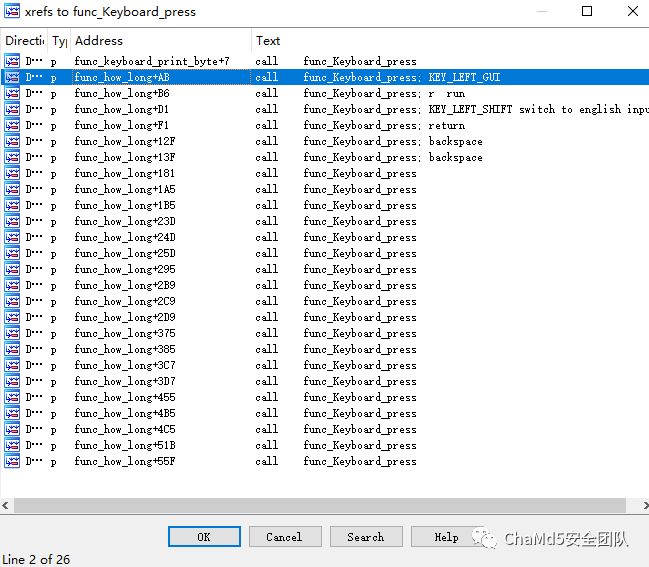 xrefs to func_Keyboard_press
Directic Ty Address Text
D… p func_keyboard_print_byte+7 call func_Keyboard_press
D… p func_how_long+AB call func_Keyboard_press; KEY_LEFT_GUI
D… p func_how_long+B6 call func_Keyboard_press; r run
D… p func_how_long+D1 call func_Keyboard_press; KEY_LEFT_SHIFT switch to english inpu
D… p func_how_long+F1 call func_Keyboard_press; return
D… p func_how_long+12F call func_Keyboard_press; backspace
D… p func_how_long+13F call func_Keyboard_press; backspace
D… p func_how_long+181 call func_Keyboard_press
D… p func_how_long+1A5 call func_Keyboard_press
D… p func_how_long+1B5 call func_Keyboard_press
D… p func_how_long+23D call func_Keyboard_press
D… p func_how_long+24D call func_Keyboard_press
D… p func_how_long+25D call func_Keyboard_press
D… p func_how_long+295 call func_Keyboard_press
D… p func_how_long+2B9 call func_Keyboard_press
D… p func_how_long+2C9 call func_Keyboard_press
D… p func_how_long+2D9 call func_Keyboard_press
D… p func_how_long+375 call func_Keyboard_press
D… p func_how_long+385 call func_Keyboard_press
D… p func_how_long+3C7 call func_Keyboard_press
D… p func_how_long+3D7 call func_Keyboard_press
D… p func_how_long+455 call func_Keyboard_press
D… p func_how_long+4B5 call func_Keyboard_press
D… p func_how_long+4C5 call func_Keyboard_press
D… p func_how_long+51B call func_Keyboard_press
D… p func_how_long+55F call func_Keyboard_press
OK Cancel Search Help
ChaMd5安全团队
Line 2 of 26